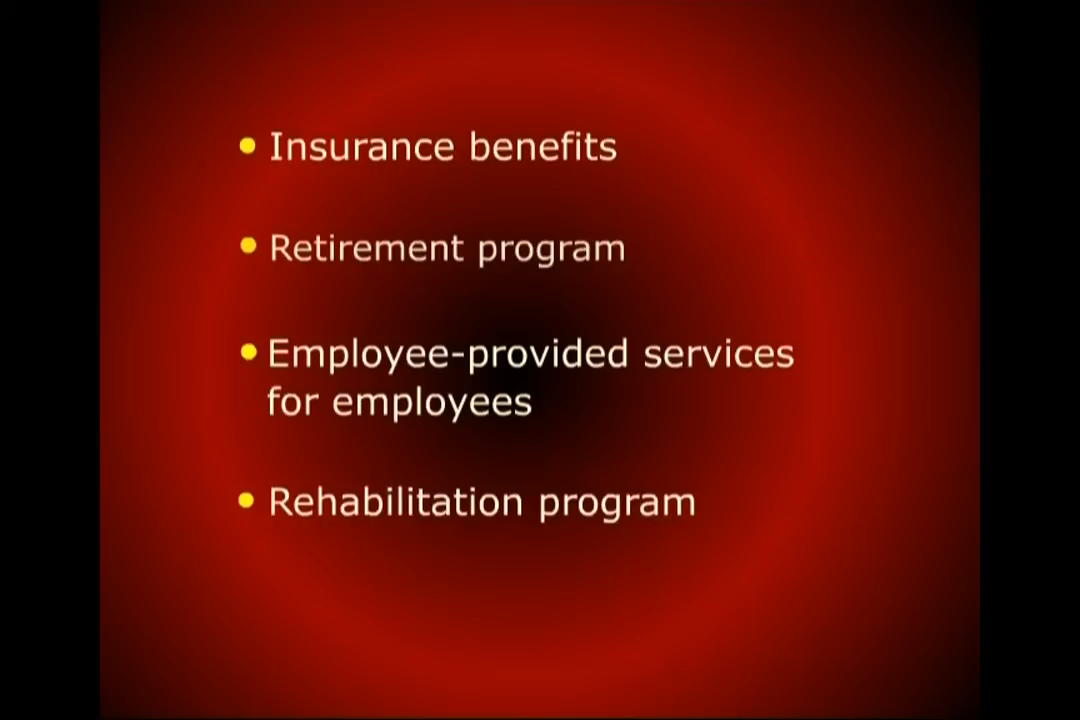 • Insurance benefits
• Retirement program
• Employee-provided services
for employees
• Rehabilitation program